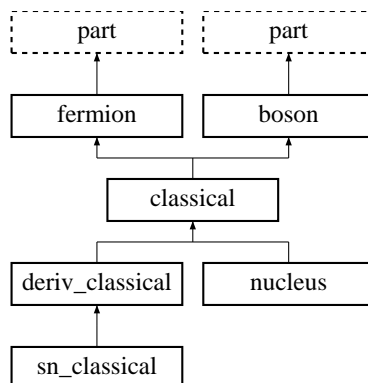 part part
fermion boson
classical
deriv_classical nucleus
sn_classical